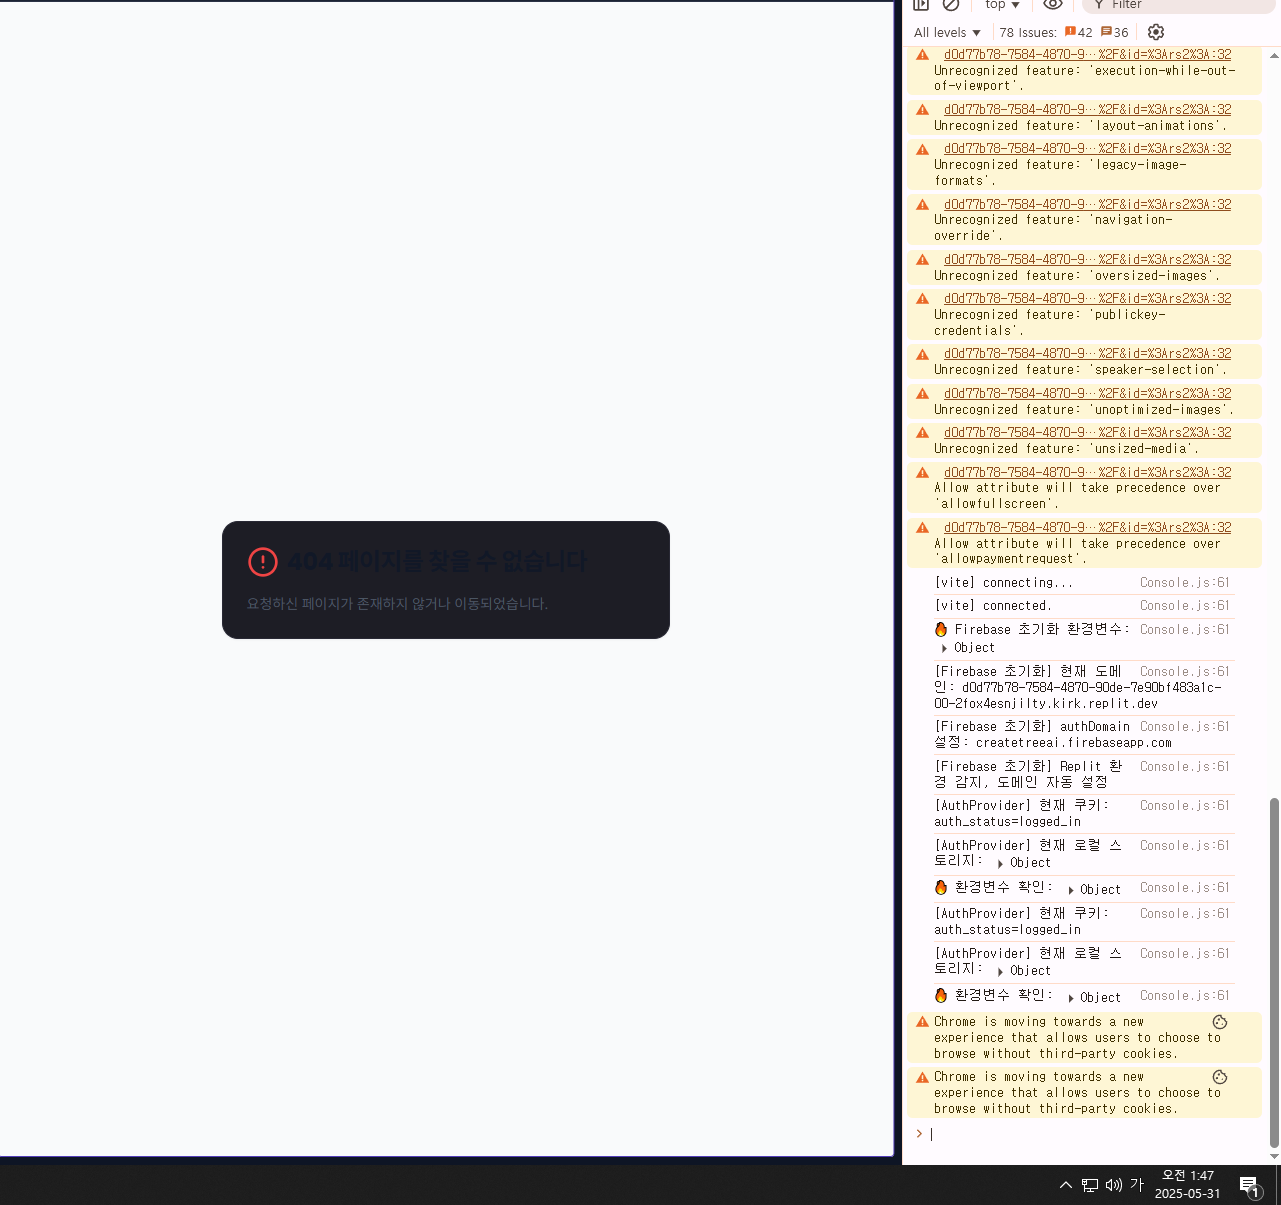 404 페이지를 찾을 수 없습니다
요청하신 페이지가 존재하지 않거나 이동되었습니다.
top ▼
Filter
All levels ▼
78 Issues: 42 36
d0d77b78-7584-4870-9…%2F&id=%3Ars2%3A:32
Unrecognized feature: 'execution-while-out-
of-viewport'.
d0d77b78-7584-4870-9…%2F&id=%3Ars2%3A:32
Unrecognized feature: 'layout-animations'.
d0d77b78-7584-4870-9…%2F&id=%3Ars2%3A:32
Unrecognized feature: 'legacy-image-
formats'.
d0d77b78-7584-4870-9…%2F&id=%3Ars2%3A:32
Unrecognized feature: 'navigation-
override'.
d0d77b78-7584-4870-9…%2F&id=%3Ars2%3A:32
Unrecognized feature: 'oversized-images'.
d0d77b78-7584-4870-9…%2F&id=%3Ars2%3A:32
Unrecognized feature: 'publickey-
credentials'.
d0d77b78-7584-4870-9…%2F&id=%3Ars2%3A:32
Unrecognized feature: 'speaker-selection'.
d0d77b78-7584-4870-9…%2F&id=%3Ars2%3A:32
Unrecognized feature: 'unoptimized-images'.
d0d77b78-7584-4870-9…%2F&id=%3Ars2%3A:32
Unrecognized feature: 'unsized-media'.
d0d77b78-7584-4870-9…%2F&id=%3Ars2%3A:32
Allow attribute will take precedence over
'allowfullscreen'.
d0d77b78-7584-4870-9…%2F&id=%3Ars2%3A:32
Allow attribute will take precedence over
'allowpaymentrequest'.
[vite] connecting... Console.js:61
[vite] connected. Console.js:61
🔥 Firebase 초기화 환경변수: Console.js:61
▶ Object
[Firebase 초기화] 현재 도메 Console.js:61
인: d0d77b78-7584-4870-90de-7e90bf483a1c-
00-2fox4esnjilty.kirk.replit.dev
[Firebase 초기화] authDomain Console.js:61
설정: createtreeai.firebaseapp.com
[Firebase 초기화] Replit 환 Console.js:61
경 감지, 도메인 자동 설정
[AuthProvider] 현재 쿠키: Console.js:61
auth_status=logged_in
[AuthProvider] 현재 로컬 스 Console.js:61
토리지: ▶ Object
🔥 환경변수 확인: ▶ Object Console.js:61
[AuthProvider] 현재 쿠키: Console.js:61
auth_status=logged_in
[AuthProvider] 현재 로컬 스 Console.js:61
토리지: ▶ Object
🔥 환경변수 확인: ▶ Object Console.js:61
Chrome is moving towards a new
experience that allows users to choose to
browse without third-party cookies.
Chrome is moving towards a new
experience that allows users to choose to
browse without third-party cookies.
>
가
오전 1:47
2025-05-31
1